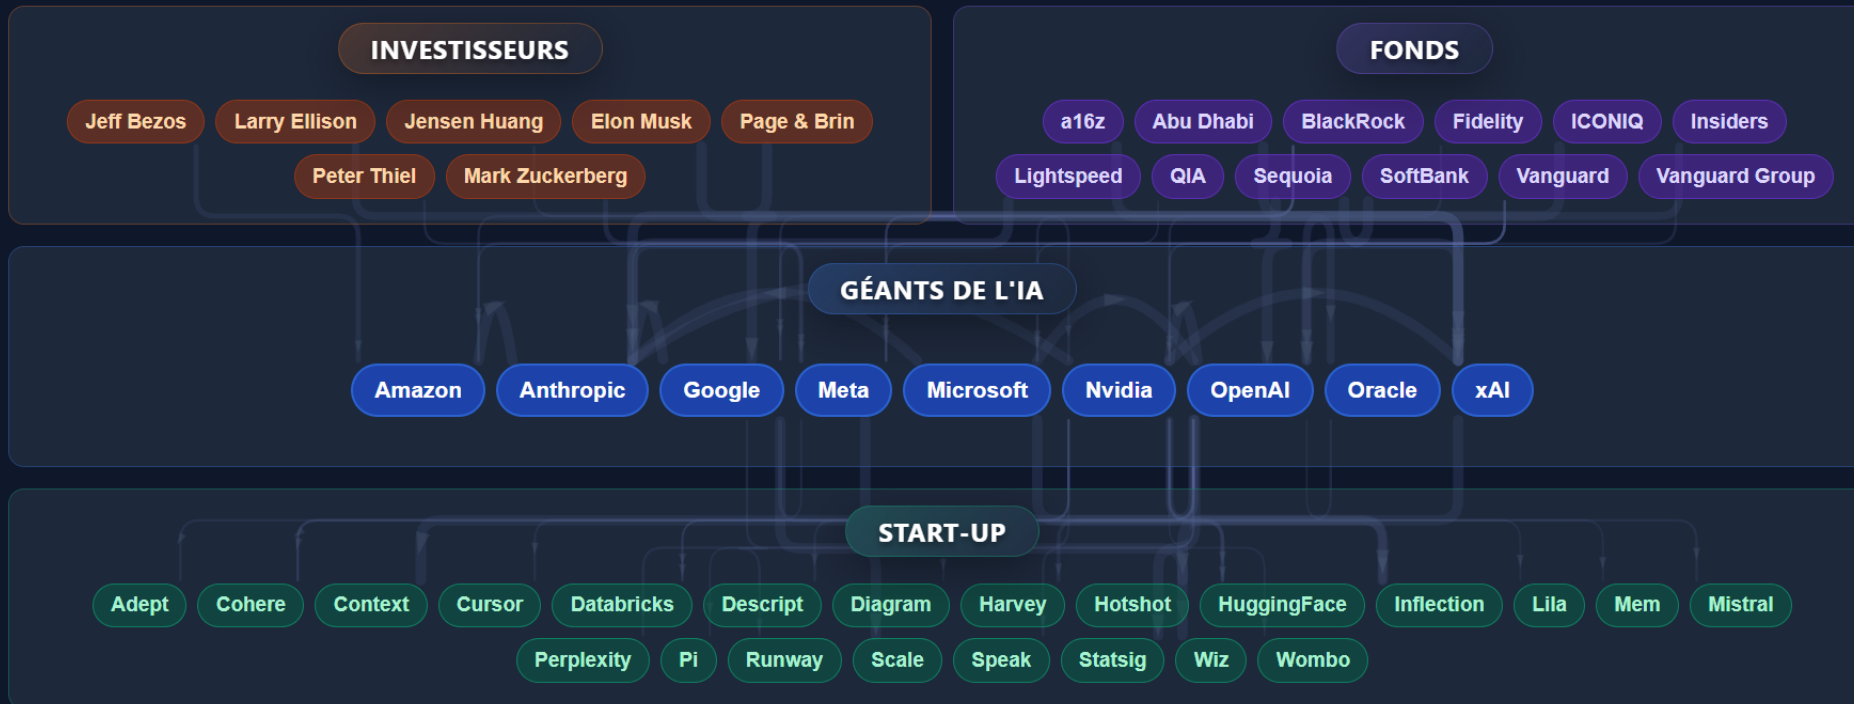 INVESTISSEURS
Jeff Bezos Larry Ellison Jensen Huang Elon Musk Page & Brin
Peter Thiel Mark Zuckerberg
FONDS
a16z Abu Dhabi BlackRock Fidelity ICONIQ Insiders
Lightspeed QIA Sequoia SoftBank Vanguard Vanguard Group
GÉANTS DE L'IA
Amazon Anthropic Google Meta Microsoft Nvidia OpenAI Oracle xAI
START-UP
Adept Cohere Context Cursor Databricks Descript Diagram Harvey Hotshot HuggingFace Inflection Lila Mem Mistral
Perplexity Pi Runway Scale Speak Statsig Wiz Wombo